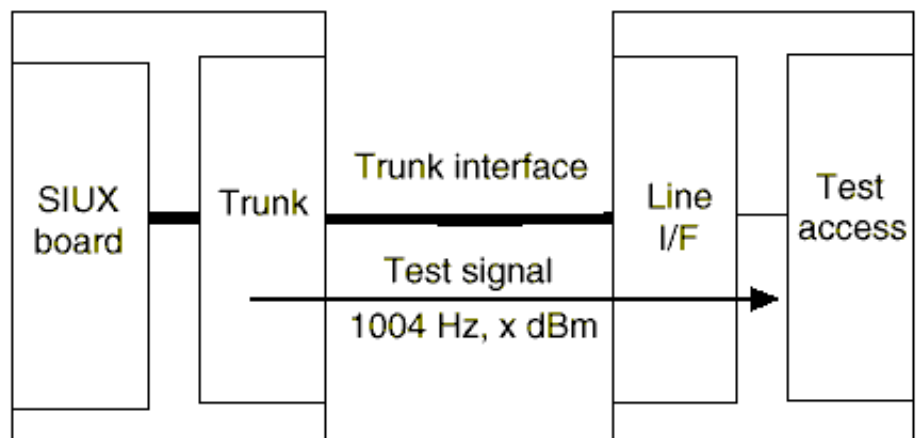 SIUX
board
Trunk
Trunk interface
Test signal
1004 Hz, x dBm
Line
I/F
Test
access